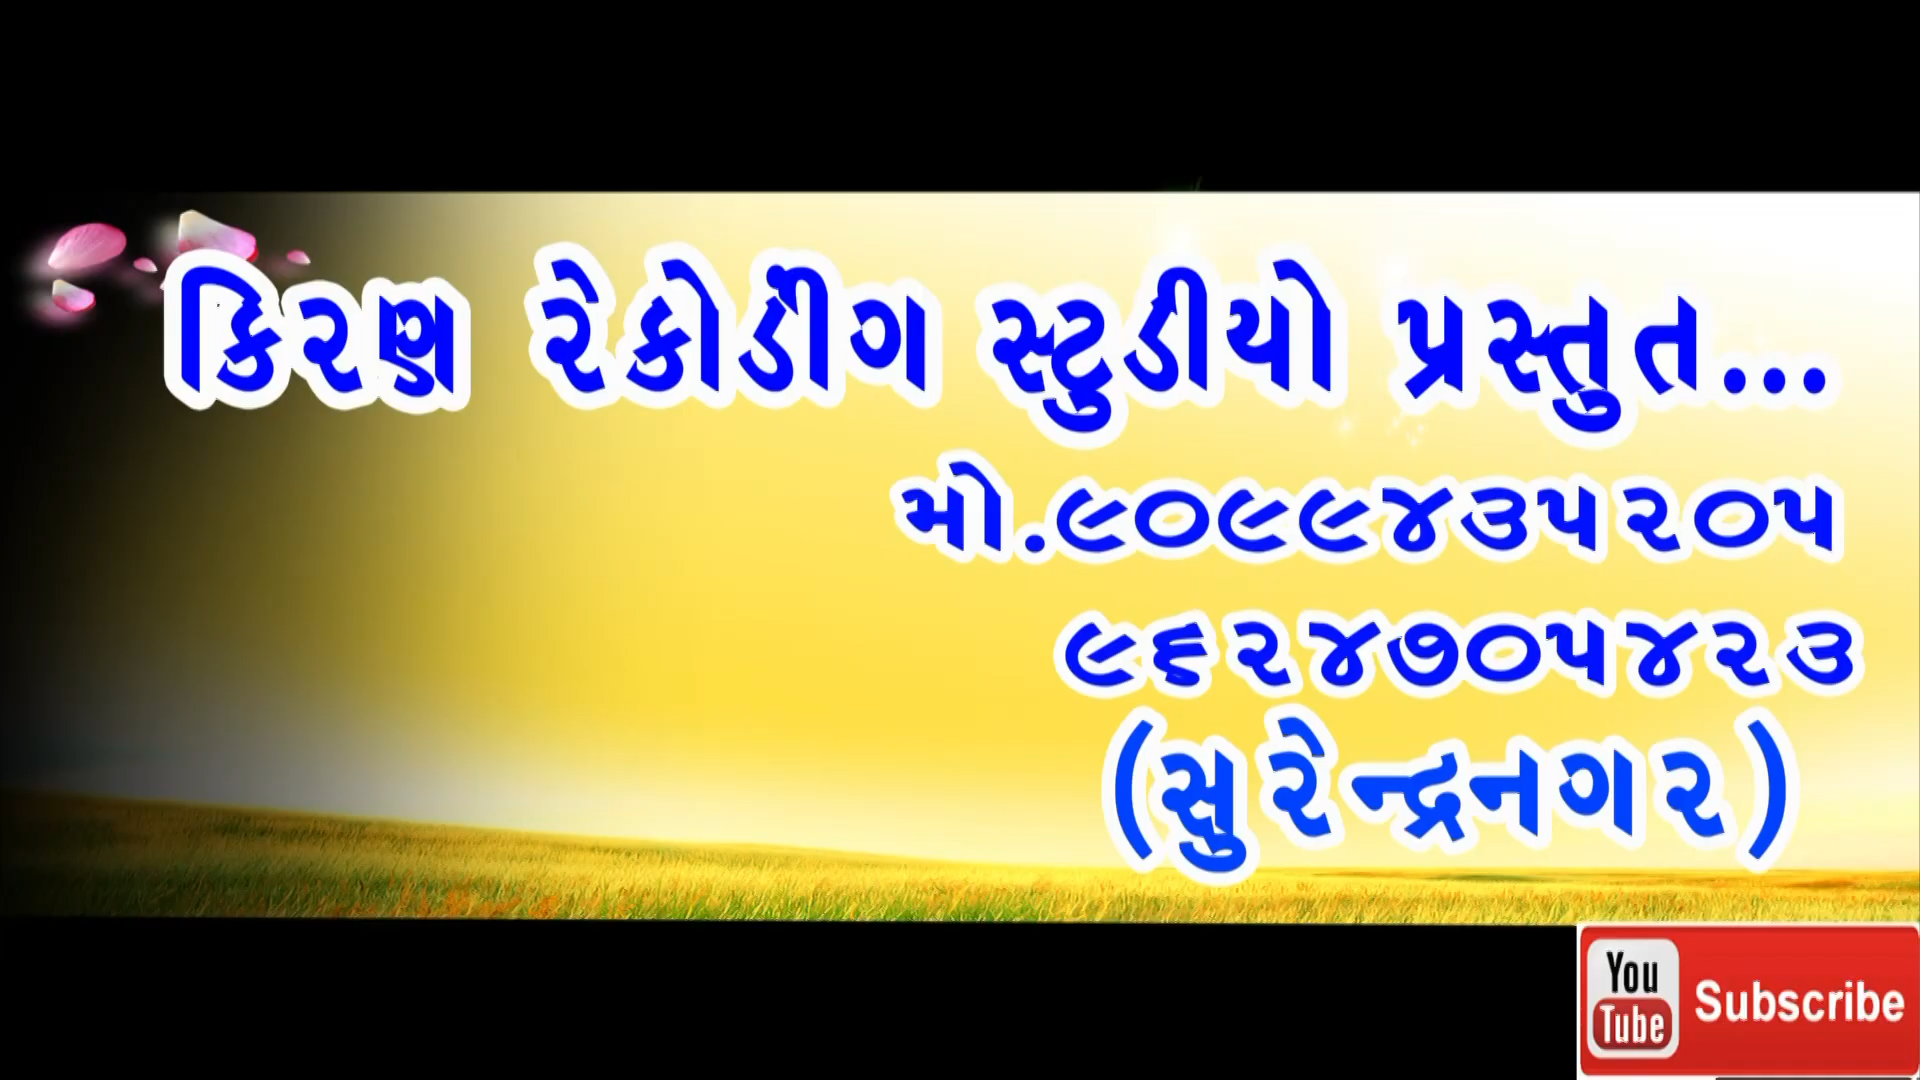 કિરણ રેકોર્ડીંગ સ્ટુડીયો પ્રસ્તુત...
મો.૯૦૯૯૪૩૫૨૦૫
૯૬૨૪૭૦૫૪૨૩
(સુરેન્દ્રનગર)
You
Tube
Subscribe